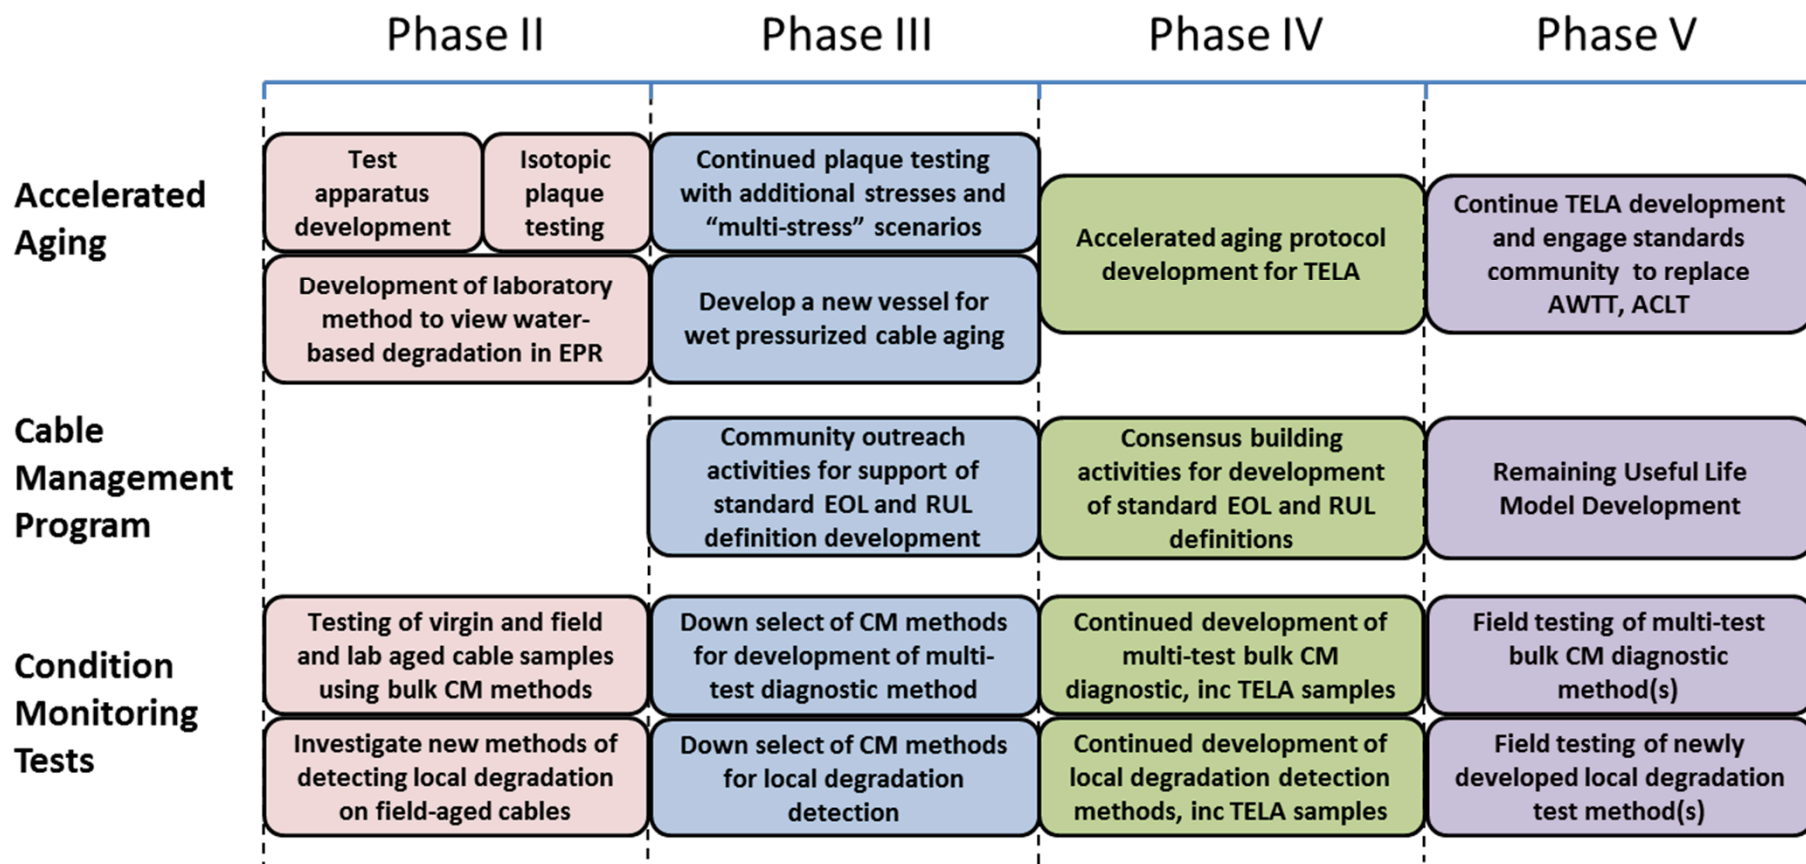 Phase II
Phase III
Phase IV
Phase V
Accelerated
Aging
Test
apparatus
development
Isotopic
plaque
testing
Development of laboratory
method to view water-
based degradation in EPR
Continued plaque testing
with additional stresses and
“multi-stress” scenarios
Develop a new vessel for
wet pressurized cable aging
Accelerated aging protocol
development for TELA
Continue TELA development
and engage standards
community to replace
AWTT, ACLT
Cable
Management
Program
Community outreach
activities for support of
standard EOL and RUL
definition development
Consensus building
activities for development
of standard EOL and RUL
definitions
Remaining Useful Life
Model Development
Condition
Monitoring
Tests
Testing of virgin and field
and lab aged cable samples
using bulk CM methods
Down select of CM methods
for development of multi-
test diagnostic method
Continued development of
multi-test bulk CM
diagnostic, inc TELA samples
Field testing of multi-test
bulk CM diagnostic
method(s)
Investigate new methods of
detecting local degradation
on field-aged cables
Down select of CM methods
for local degradation
detection
Continued development of
local degradation detection
methods, inc TELA samples
Field testing of newly
developed local degradation
test method(s)